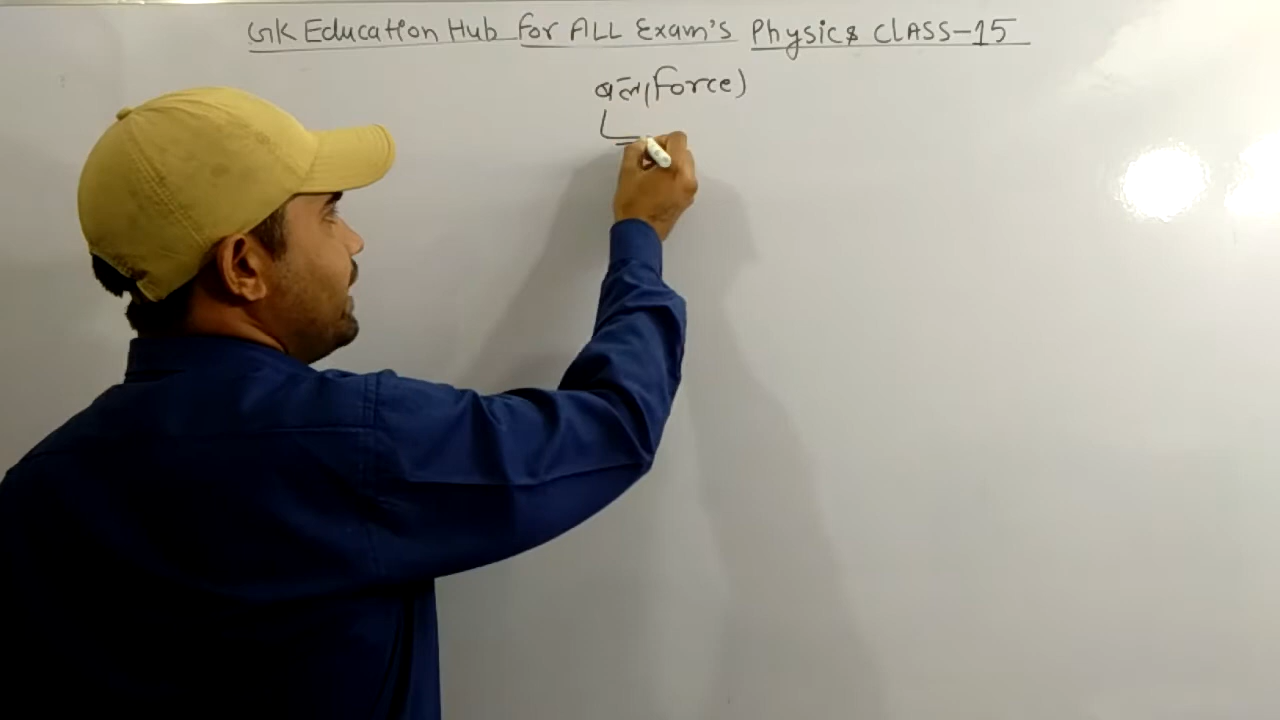 GK Education Hub For ALL Exam's Physics CLASS-15
बल (Force)